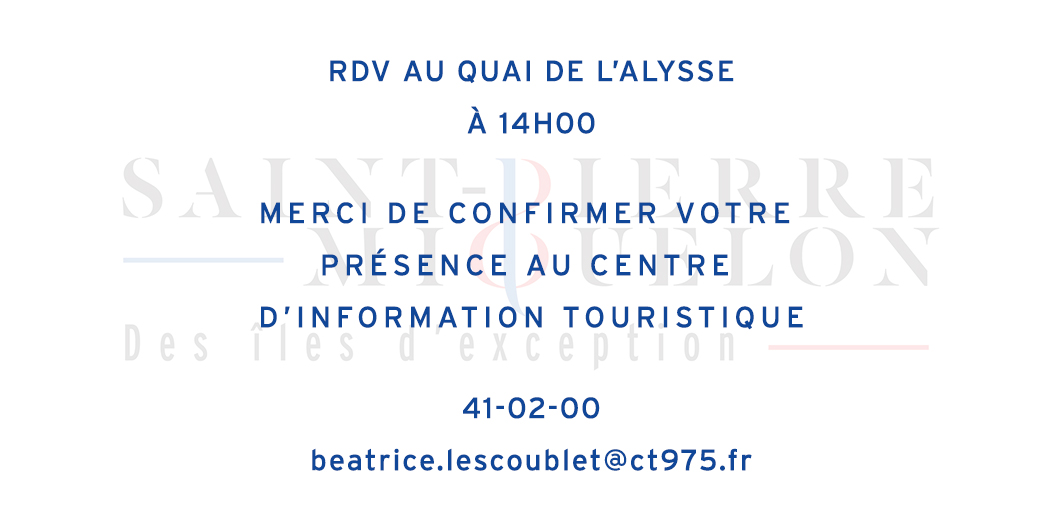 RDV AU QUAI DE L'ALYSSE
À 14H00
SAINT-PIERRE
MERCI DE CONFIRMER VOTRE
MIQUELON
PRÉSENCE AU CENTRE
D'INFORMATION TOURISTIQUE
Des îles d'exception
41-02-00
beatrice.lescoublet@ct975.fr